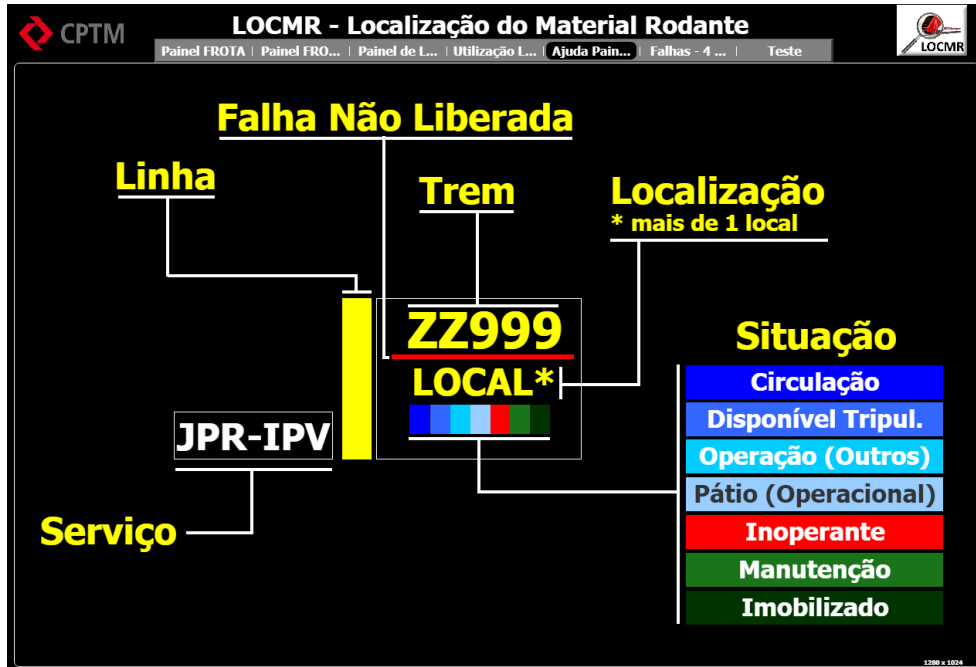 CPTM
LOCMR - Localização do Material Rodante
LOCMR
Painel FROTA | Painel FRO... | Painel de L... | Utilização L... | Ajuda Pain... | Falhas - 4 ... | Teste
Falha Não Liberada
Linha
Trem
Localização
* mais de 1 local
ZZ999
LOCAL*
JPR-IPV
Serviço
Situação
Circulação
Disponível Tripul.
Operação (Outros)
Pátio (Operacional)
Inoperante
Manutenção
Imobilizado
1280 x 1024